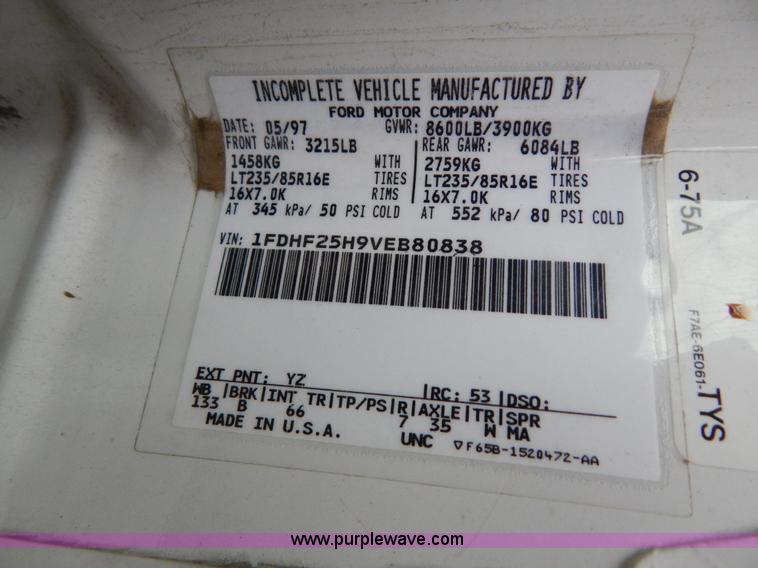 INCOMPLETE VEHICLE MANUFACTURED BY
FORD MOTOR COMPANY
DATE: 05/97 GVWR: 8600LB/3900KG
FRONT GAWR: 3215LB REAR GAWR: 6084LB
1458KG WITH 2759KG WITH
LT235/85R16E TIRES LT235/85R16E TIRES
16X7.0K RIMS 16X7.0K RIMS
AT 345 kPa/ 50 PSI COLD AT 552 kPa/ 80 PSI COLD
VIN: 1FDHF25H9VEB80838
EXT PNT: YZ RC: 53 DSO:
WB BRK INT TR TP/PS R AXLE TR SPR
133 B 66 7 35 W MA
MADE IN U.S.A. UNC ▽F65B-1520472-AA
6-75A
F7AE-6E061-TYS
www.purplewave.com